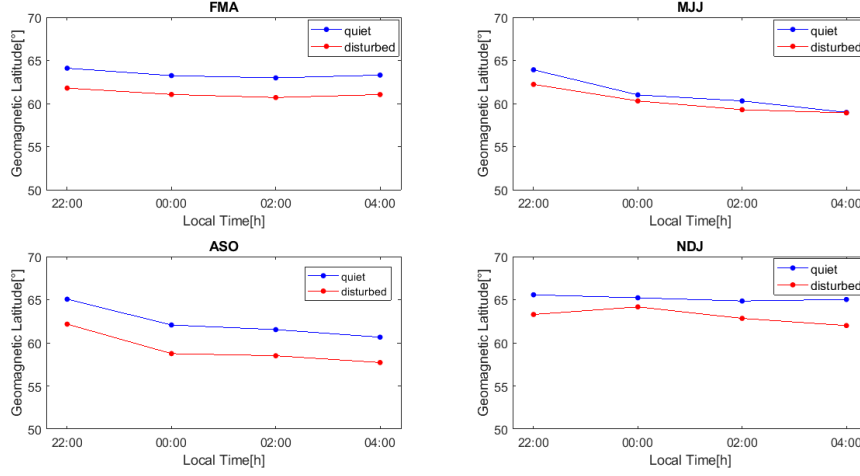 FMA
70
65
60
55
50
Geomagnetic Latitude[°]
22:00 00:00 02:00 04:00
Local Time[h]
quiet
disturbed
MJJ
70
65
60
55
50
Geomagnetic Latitude[°]
22:00 00:00 02:00 04:00
Local Time[h]
quiet
disturbed
ASO
70
65
60
55
50
Geomagnetic Latitude[°]
22:00 00:00 02:00 04:00
Local Time[h]
quiet
disturbed
NDJ
70
65
60
55
50
Geomagnetic Latitude[°]
22:00 00:00 02:00 04:00
Local Time[h]
quiet
disturbed